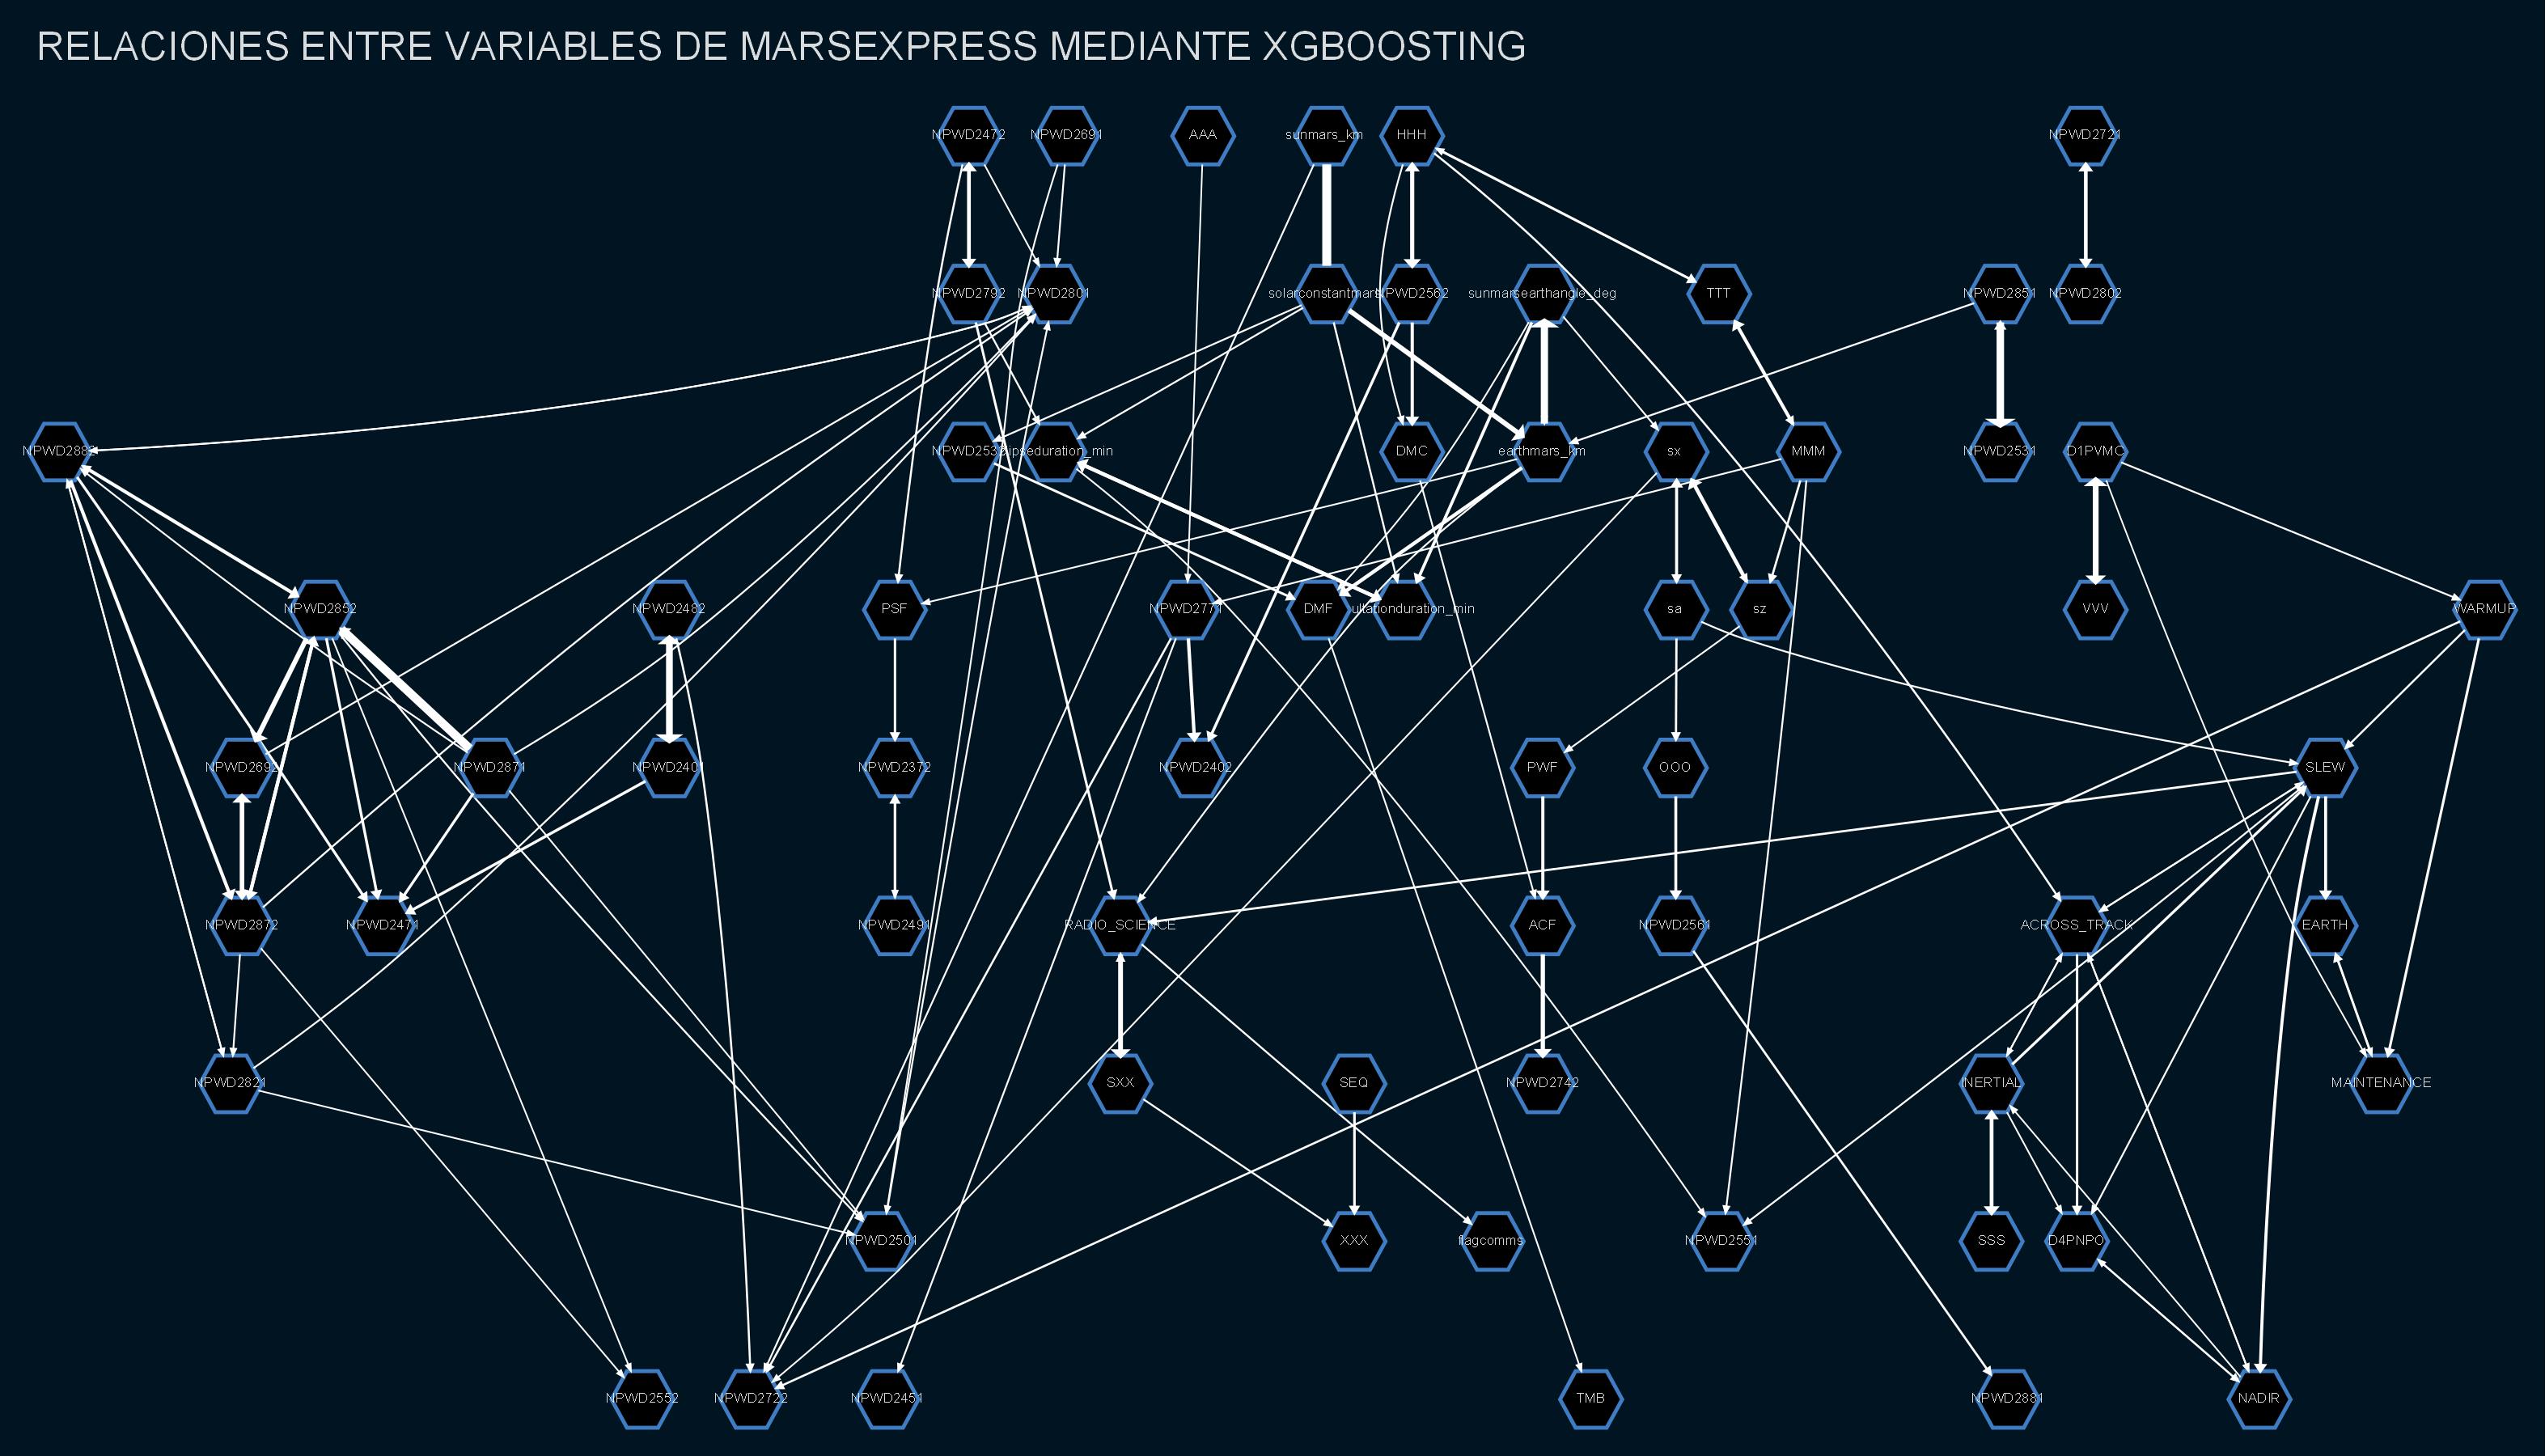 RELACIONES ENTRE VARIABLES DE MARSEXPRESS MEDIANTE XGBOOSTING
NPWD2472
NPWD2691
AAA
sunmars_km
HHH
NPWD2721
NPWD2792
NPWD2801
solarconstantmars
NPWD2562
sunmarsearthangle_deg
TTT
NPWD2851
NPWD2802
NPWD2882
DMC
earthmars_km
sx
MMM
NPWD2531
D1PVMC
NPWD2852
NPWD2482
PSF
NPWD2771
DMF
sa
sz
VVV
WARMUP
NPWD2692
NPWD2871
NPWD2401
NPWD2372
NPWD2402
PWF
OOO
SLEW
NPWD2872
NPWD2471
NPWD2491
RADIO_SCIENCE
ACF
NPWD2561
ACROSS_TRACK
EARTH
NPWD2821
SXX
SEQ
NPWD2742
INERTIAL
MAINTENANCE
NPWD2501
XXX
flagcomms
NPWD2551
SSS
D4PNPO
NPWD2552
NPWD2722
NPWD2451
TMB
NPWD2881
NADIR